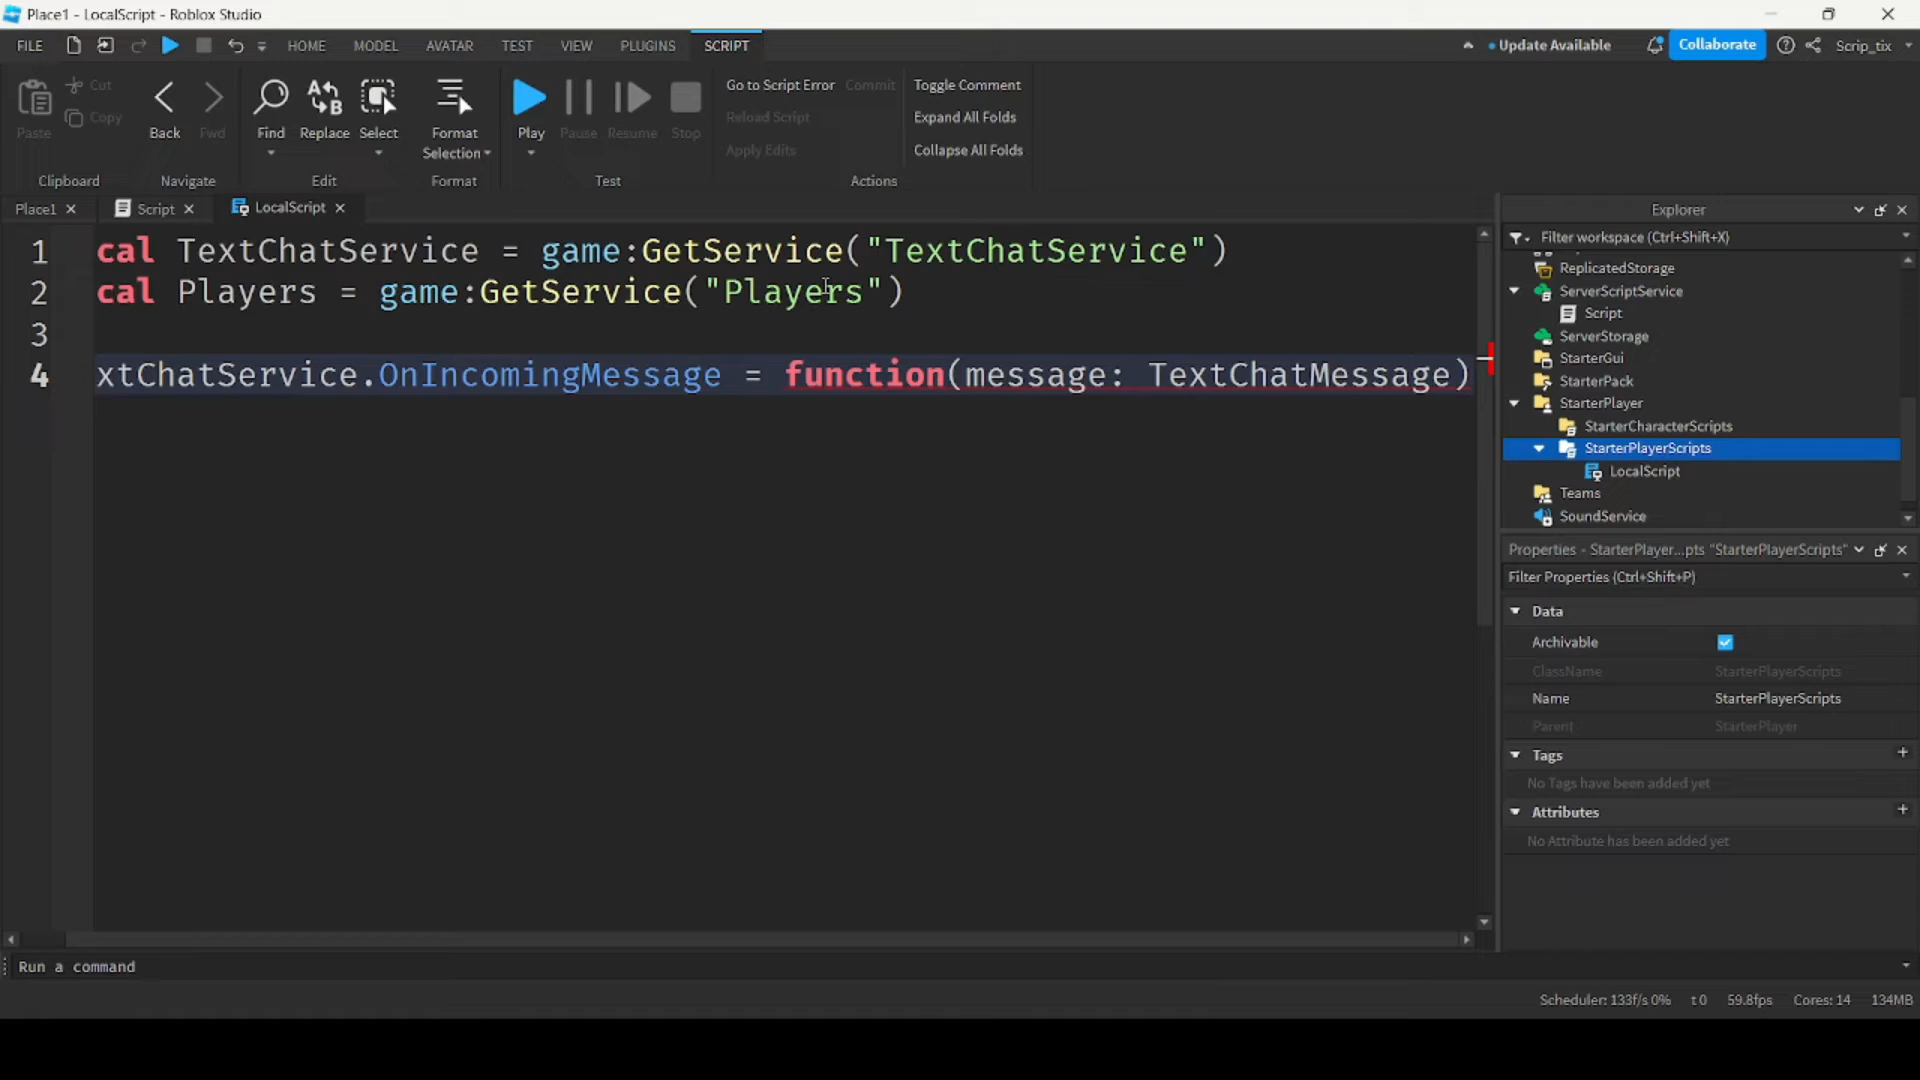 Place1 - LocalScript - Roblox Studio
FILE HOME MODEL AVATAR TEST VIEW PLUGINS SCRIPT Update Available Collaborate Scrip_tix
Paste Cut Copy Back Fwd Find Replace Select Format Selection Play Pause Resume Stop
Go to Script Error Commit Toggle Comment
Reload Script Expand All Folds
Apply Edits Collapse All Folds
Clipboard Navigate Edit Format Test Actions
Place1 Script LocalScript
1 cal TextChatService = game:GetService("TextChatService")
2 cal Players = game:GetService("Players")
3
4 xtChatService.OnIncomingMessage = function(message: TextChatMessage)
Explorer
Filter workspace (Ctrl+Shift+X)
ReplicatedStorage
ServerScriptService
Script
ServerStorage
StarterGui
StarterPack
StarterPlayer
StarterCharacterScripts
StarterPlayerScripts
LocalScript
Teams
SoundService
Properties - StarterPlayer...pts "StarterPlayerScripts"
Filter Properties (Ctrl+Shift+P)
Data
Archivable
ClassName StarterPlayerScripts
Name StarterPlayerScripts
Parent StarterPlayer
Tags +
No Tags have been added yet
Attributes +
No Attribute has been added yet
Run a command
Scheduler: 133f/s 0% t 0 59.8fps Cores: 14 134MB